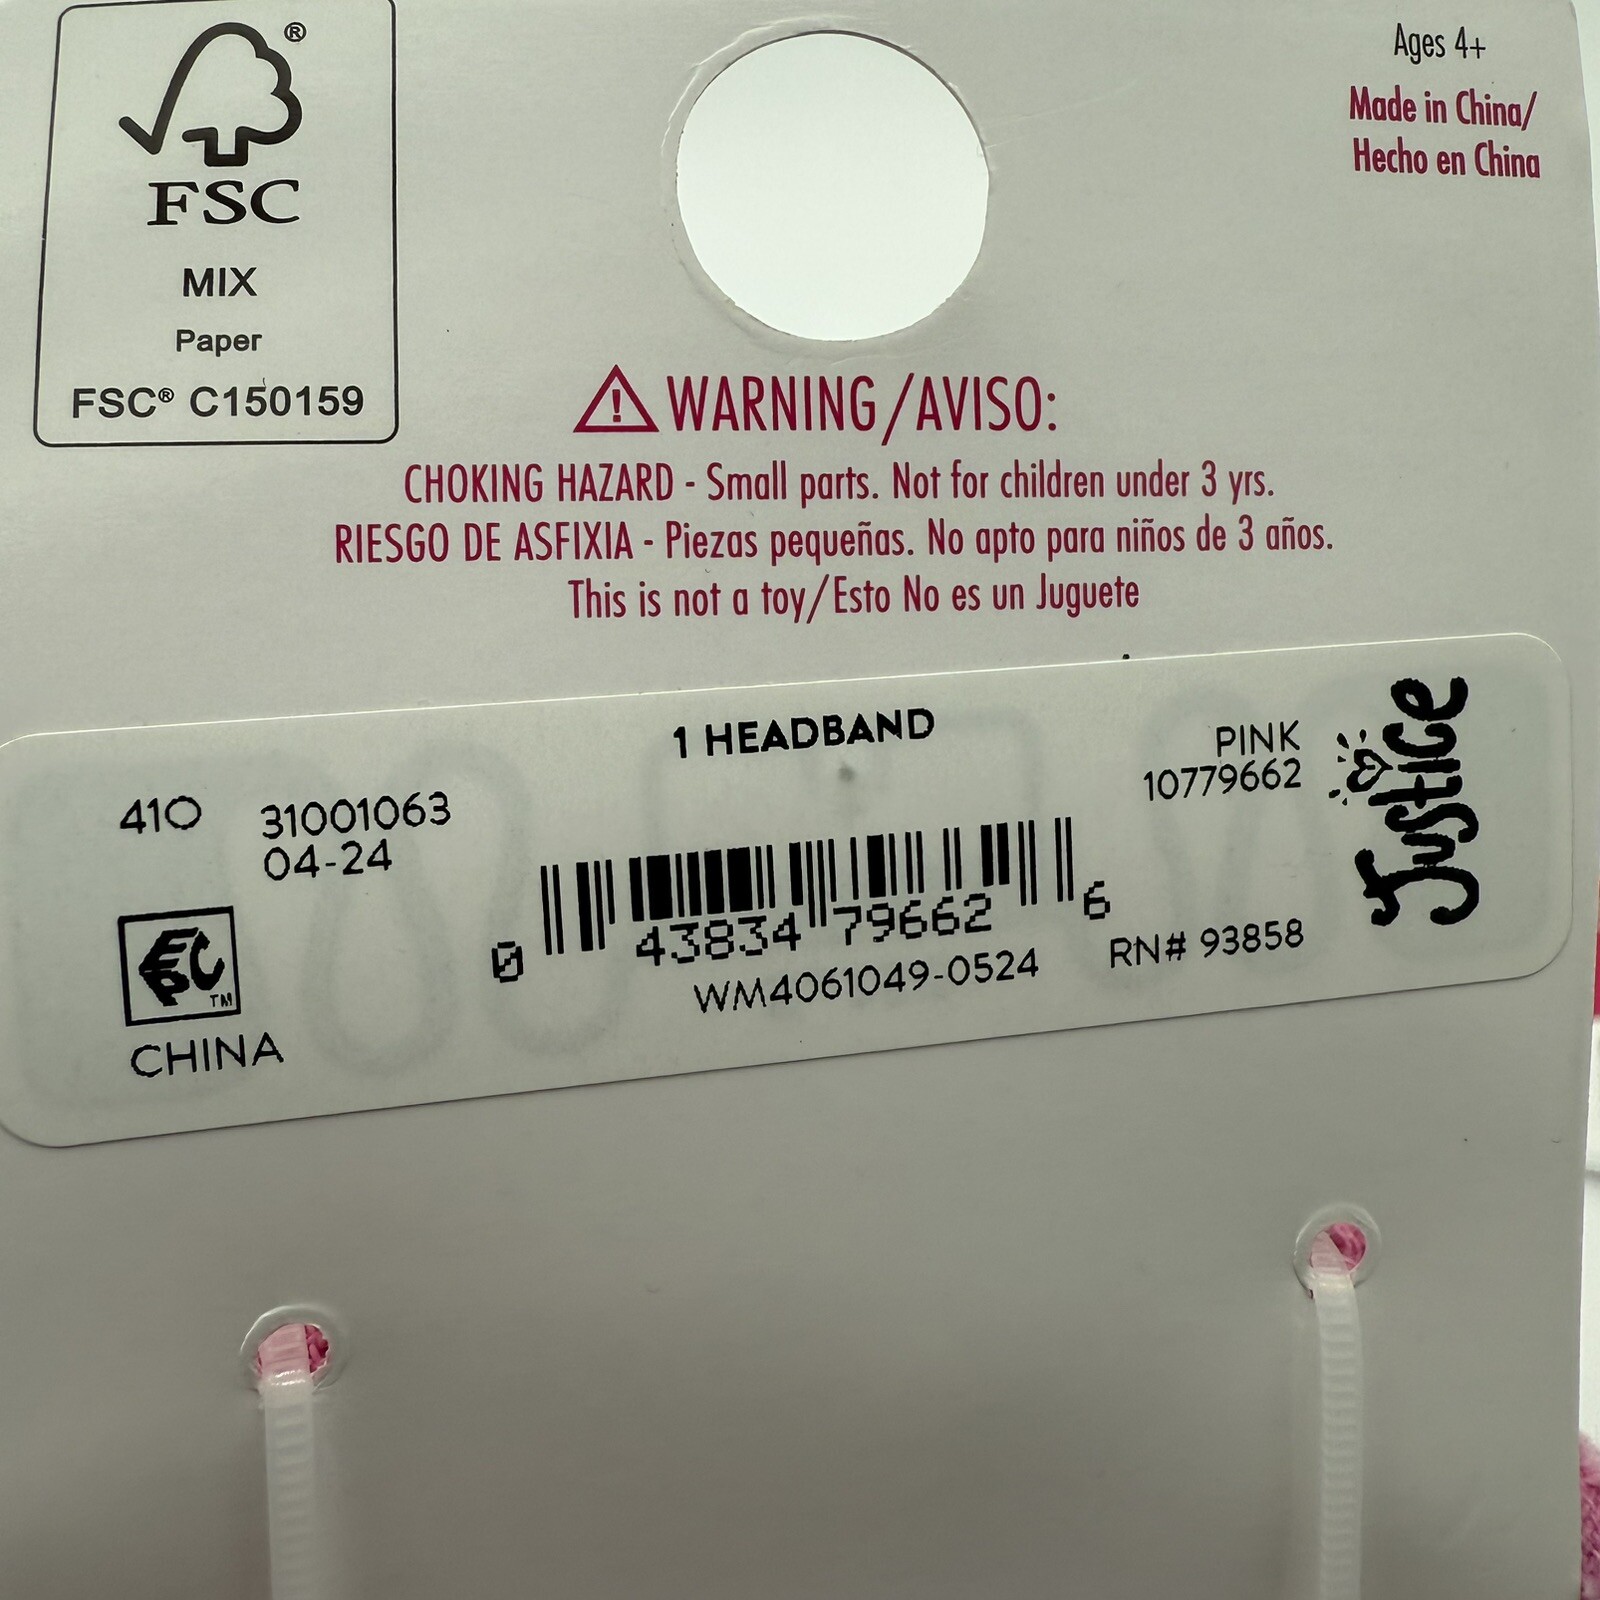 ®
FSC
MIX
Paper
FSC® C150159
Ages 4+
Made in China/
Hecho en China
WARNING/AVISO:
CHOKING HAZARD - Small parts. Not for children under 3 yrs.
RIESGO DE ASFIXIA - Piezas pequeñas. No apto para niños de 3 años.
This is not a toy/Esto No es un Juguete
1 HEADBAND
410
31001063
04-24
EPC
TM
CHINA
0 43834 79662 6
WM4061049-0524
PINK
10779662
RN# 93858
Justice